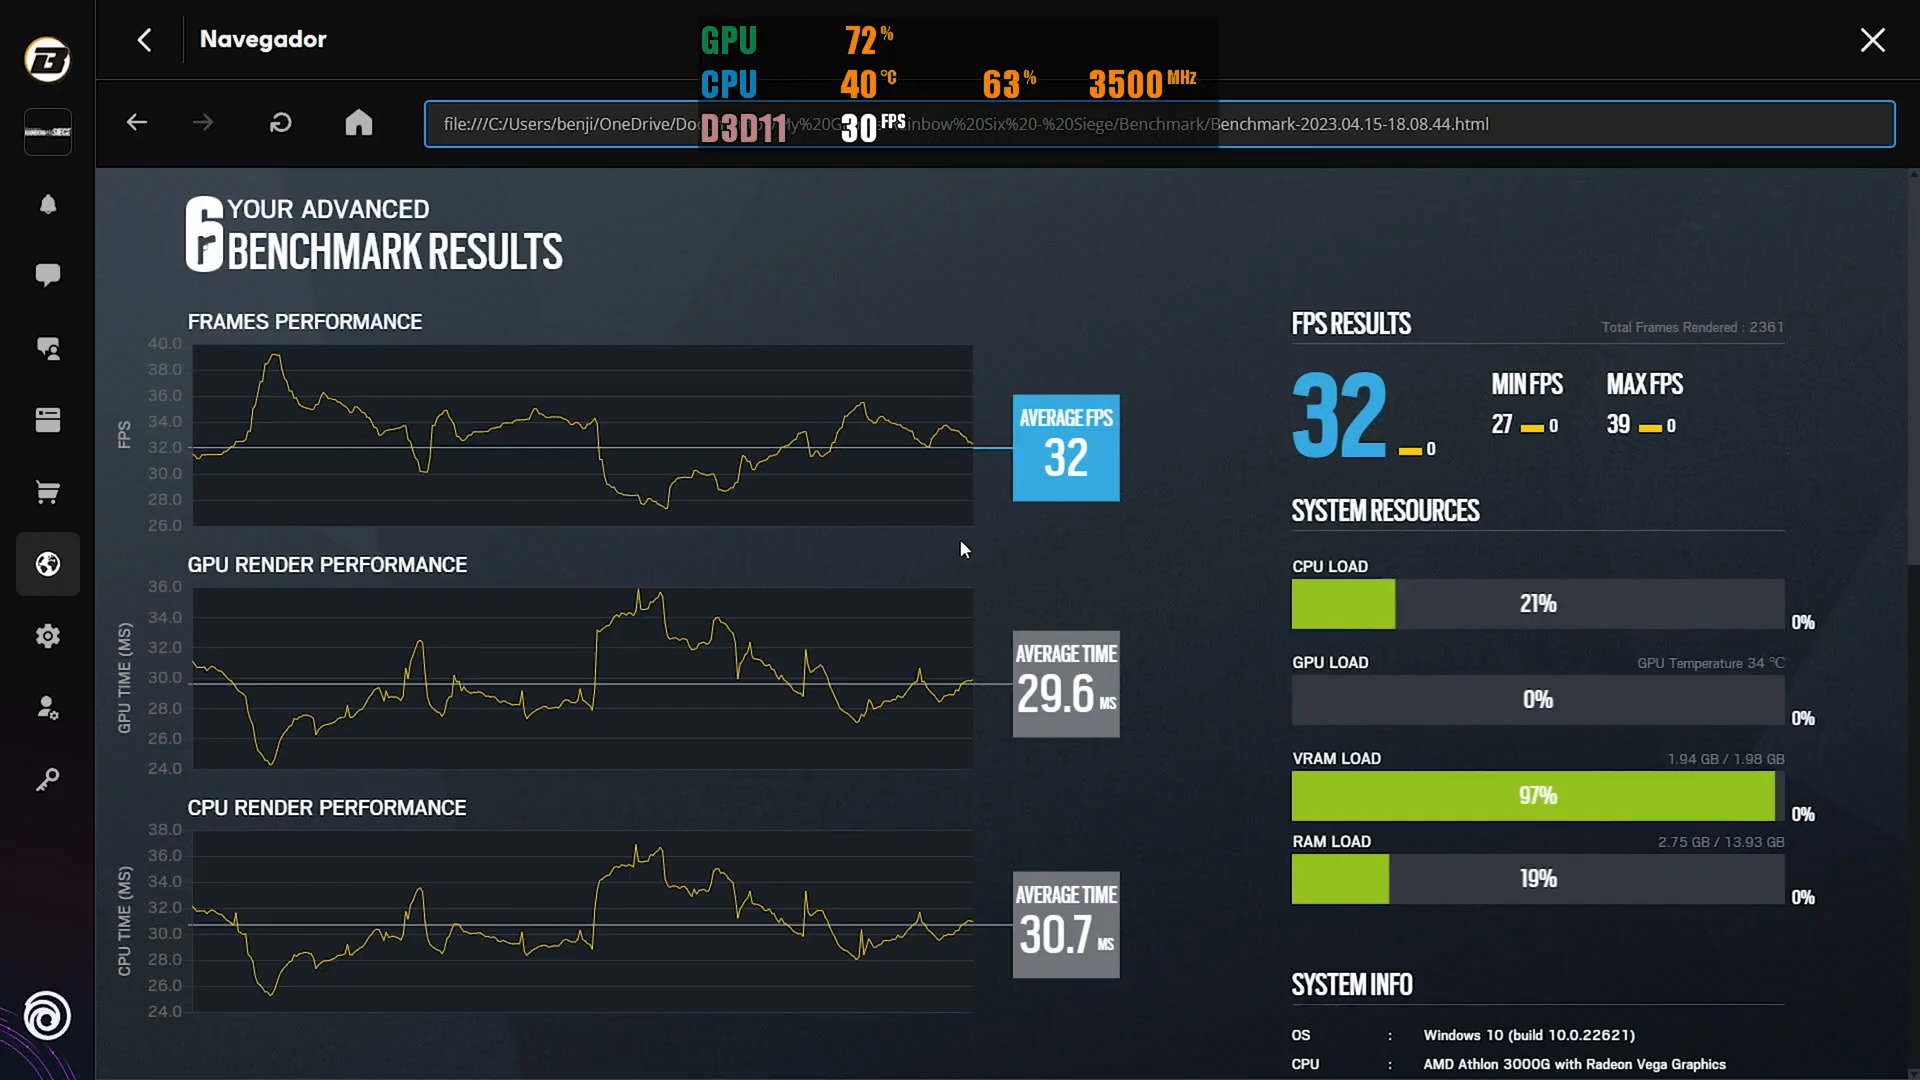 Navegador
GPU 72%
CPU 40°C 63% 3500MHz
D3D11 30FPS
file:///C:/Users/benji/OneDrive/Do My%20G inbow%20Six%20-%20Siege/Benchmark/Benchmark-2023.04.15-18.08.44.html
YOUR ADVANCED
BENCHMARK RESULTS
FRAMES PERFORMANCE
FPS
40.0
38.0
36.0
34.0
32.0
30.0
28.0
26.0
AVERAGE FPS
32
GPU RENDER PERFORMANCE
GPU TIME (MS)
36.0
34.0
32.0
30.0
28.0
26.0
24.0
AVERAGE TIME
29.6 MS
CPU RENDER PERFORMANCE
CPU TIME (MS)
38.0
36.0
34.0
32.0
30.0
28.0
26.0
24.0
AVERAGE TIME
30.7 MS
FPS RESULTS
Total Frames Rendered : 2361
32 0
MIN FPS
27 0
MAX FPS
39 0
SYSTEM RESOURCES
CPU LOAD
21%
0%
GPU LOAD
GPU Temperature 34 °C
0%
0%
VRAM LOAD
1.94 GB / 1.98 GB
97%
0%
RAM LOAD
2.75 GB / 13.93 GB
19%
0%
SYSTEM INFO
OS : Windows 10 (build 10.0.22621)
CPU : AMD Athlon 3000G with Radeon Vega Graphics